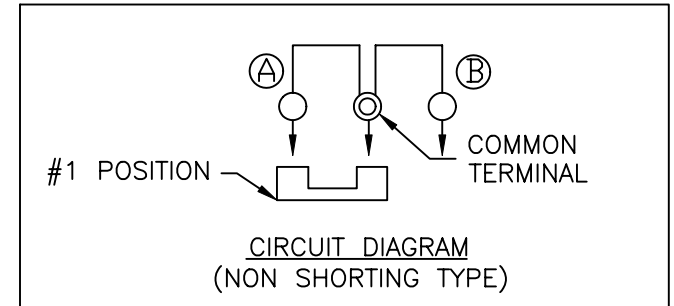 A
B
COMMON
TERMINAL
#1 POSITION
CIRCUIT DIAGRAM
(NON SHORTING TYPE)